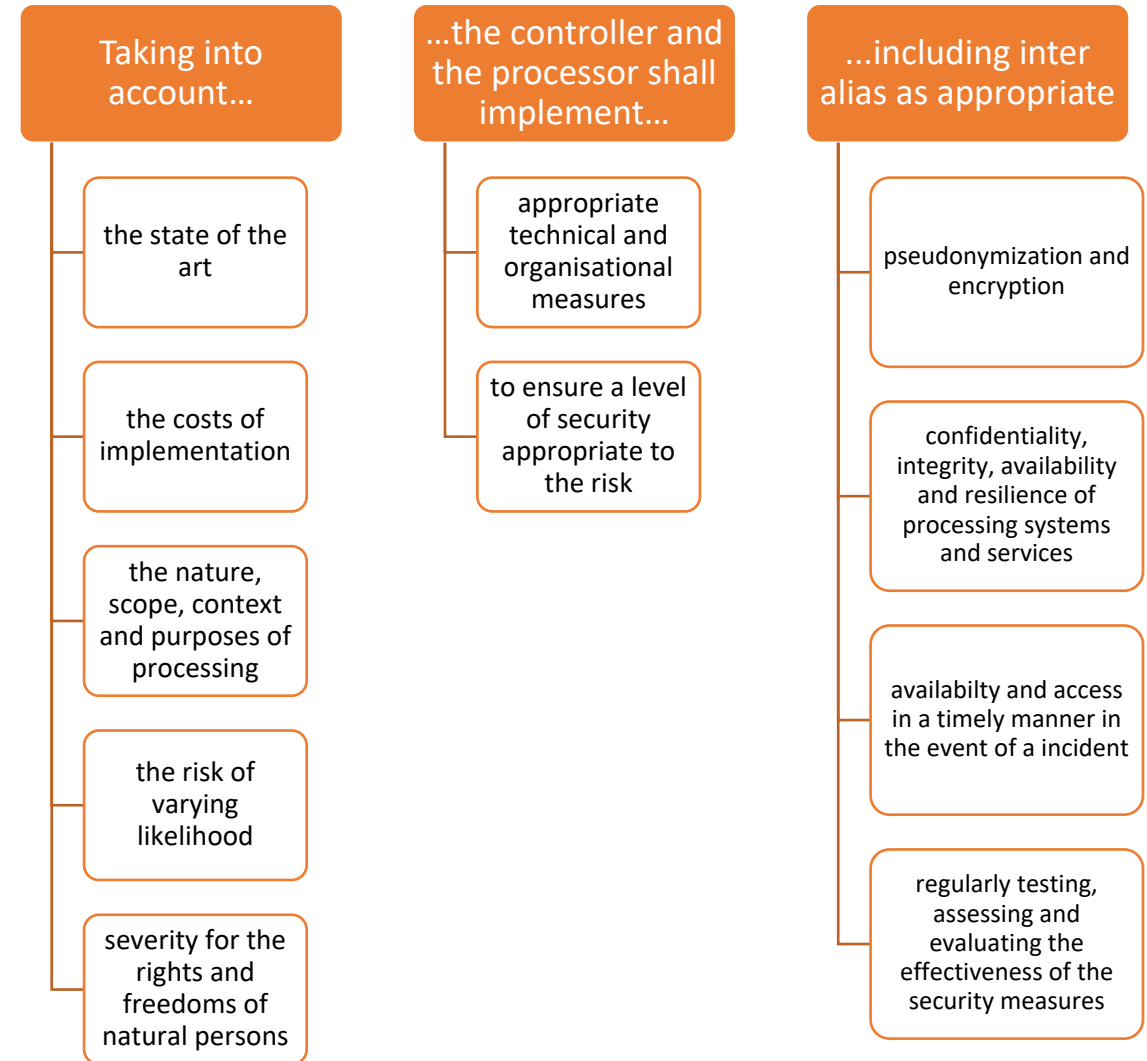 Taking into
account…
the state of the
art
the costs of
implementation
the nature,
scope, context
and purposes of
processing
the risk of
varying
likelihood
severity for the
rights and
freedoms of
natural persons
…the controller and
the processor shall
implement…
appropriate
technical and
organisational
measures
to ensure a level
of security
appropriate to
the risk
...including inter
alias as appropriate
pseudonymization and
encryption
confidentiality,
integrity, availability
and resilience of
processing systems
and services
availabilty and access
in a timely manner in
the event of a incident
regularly testing,
assessing and
evaluating the
effectiveness of the
security measures